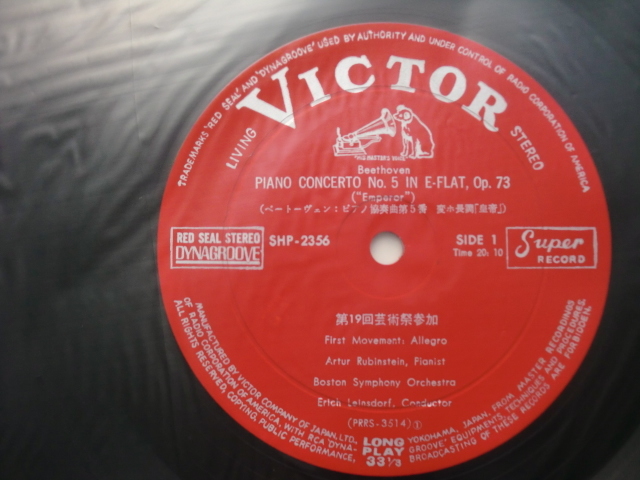 TRADEMARKS "RED SEAL" AND "DYNAGROOVE" USED BY AUTHORITY AND UNDER CONTROL OF RADIO CORPORATION OF AMERICA
LIVING VICTOR STEREO
"HIS MASTER'S VOICE"
Beethoven
PIANO CONCERTO No. 5 IN E-FLAT, Op. 73
("Emperor")
(ベートーヴェン:ピアノ協奏曲第5番 変ホ長調「皇帝」)
RED SEAL STEREO
DYNAGROOVE
SHP-2356
SIDE 1
Time 20:10
Super
RECORD
第19回芸術祭参加
First Movement: Allegro
Artur Rubinstein, Pianist
Boston Symphony Orchestra
Erich Leinsdorf, Conductor
(PRRS-3514) ①
LONG
PLAY
33⅓
MANUFACTURED BY VICTOR COMPANY OF JAPAN, LTD., YOKOHAMA, JAPAN, FROM MASTER RECORDINGS
OF RADIO CORPORATION OF AMERICA, WITH RCA "DYNAGROOVE" EQUIPMENTS, TECHNIQUES AND PROCEDURES.
ALL RIGHTS RESERVED, COPYING, PUBLIC PERFORMANCE, BROADCASTING OF THESE RECORDS ARE FORBIDDEN.